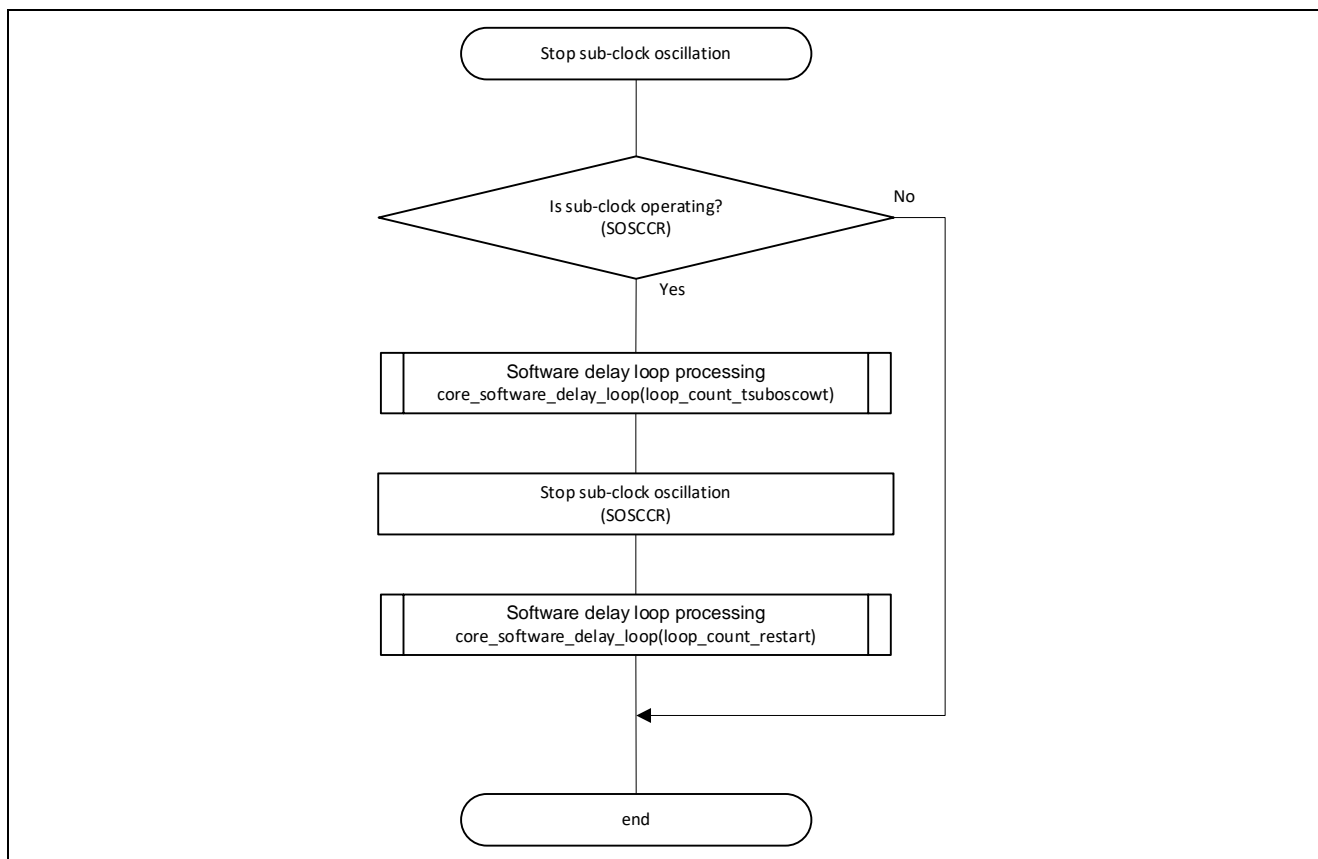 Stop sub-clock oscillation
Is sub-clock operating?
(SOSCCR)
No
Yes
Software delay loop processing
core_software_delay_loop(loop_count_tsuboscowt)
Stop sub-clock oscillation
(SOSCCR)
Software delay loop processing
core_software_delay_loop(loop_count_restart)
end